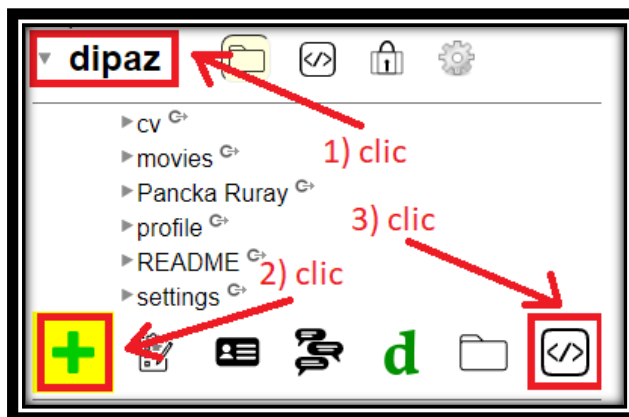 dipaz
</>
cv
1) clic
movies
Pancka Ruray
3) clic
profile
README
2) clic
settings
d
</>